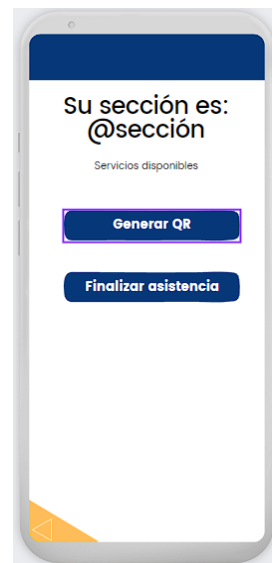 Su sección es:
@sección
Servicios disponibles
Generar QR
Finalizar asistencia